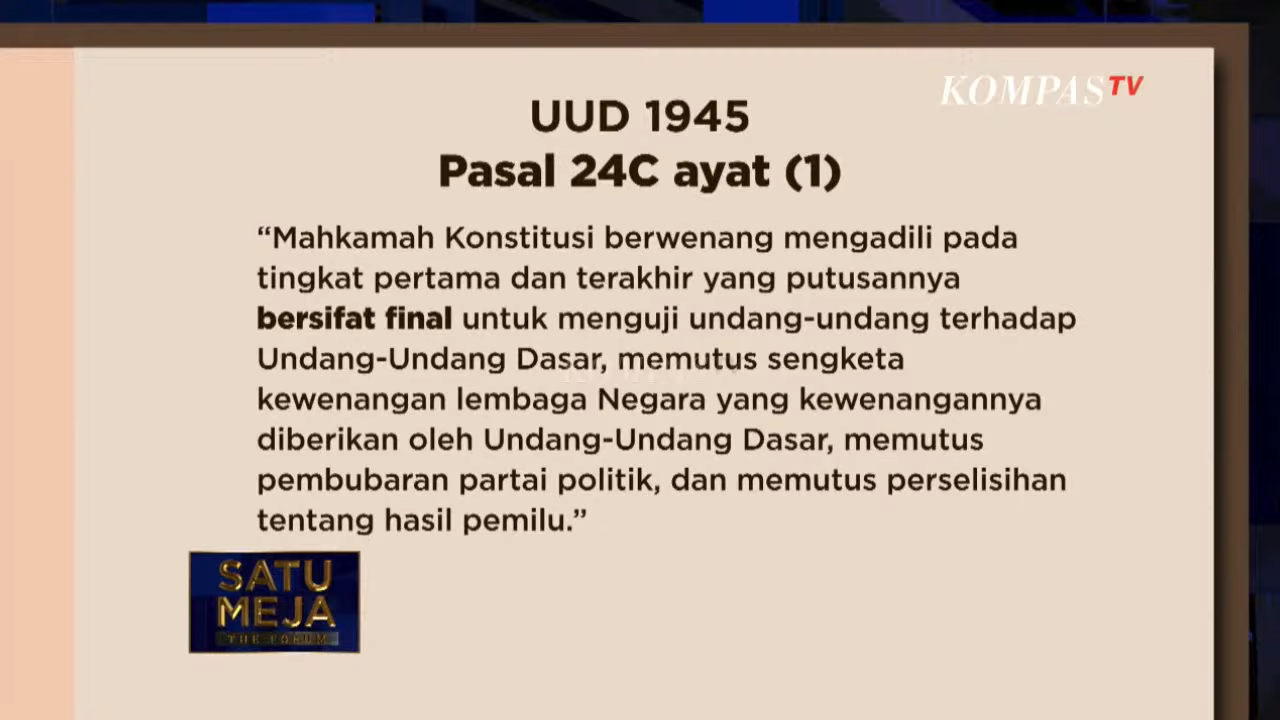 KOMPASTV
UUD 1945
Pasal 24C ayat (1)
“Mahkamah Konstitusi berwenang mengadili pada
tingkat pertama dan terakhir yang putusannya
bersifat final untuk menguji undang-undang terhadap
Undang-Undang Dasar, memutus sengketa
kewenangan lembaga Negara yang kewenangannya
diberikan oleh Undang-Undang Dasar, memutus
pembubaran partai politik, dan memutus perselisihan
tentang hasil pemilu.”
SATU
MEJA
THE FORUM